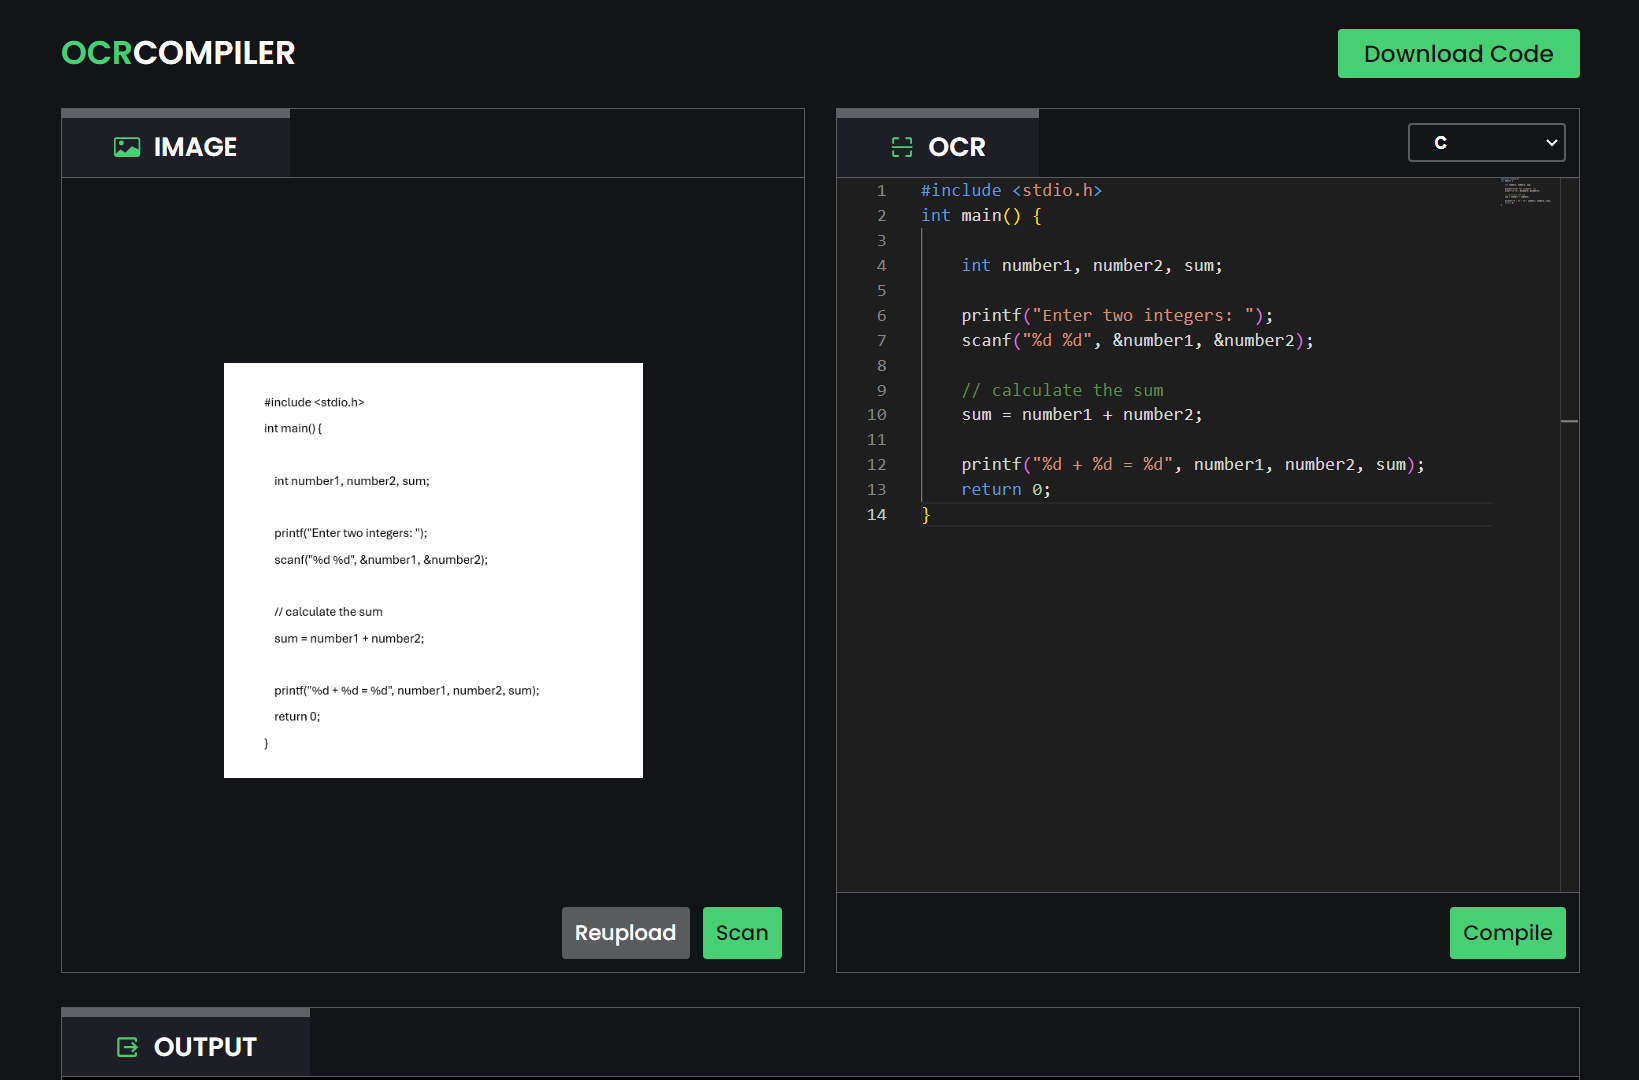 OCRCOMPILER
Download Code
IMAGE
#include <stdio.h>
int main() {
int number1, number2, sum;
printf("Enter two integers: ");
scanf("%d %d", &number1, &number2);
// calculate the sum
sum = number1 + number2;
printf("%d + %d = %d", number1, number2, sum);
return 0;
}
Reupload
Scan
OCR
C
1 #include <stdio.h>
2 int main() {
3
4 int number1, number2, sum;
5
6 printf("Enter two integers: ");
7 scanf("%d %d", &number1, &number2);
8
9 // calculate the sum
10 sum = number1 + number2;
11
12 printf("%d + %d = %d", number1, number2, sum);
13 return 0;
14 }
Compile
OUTPUT